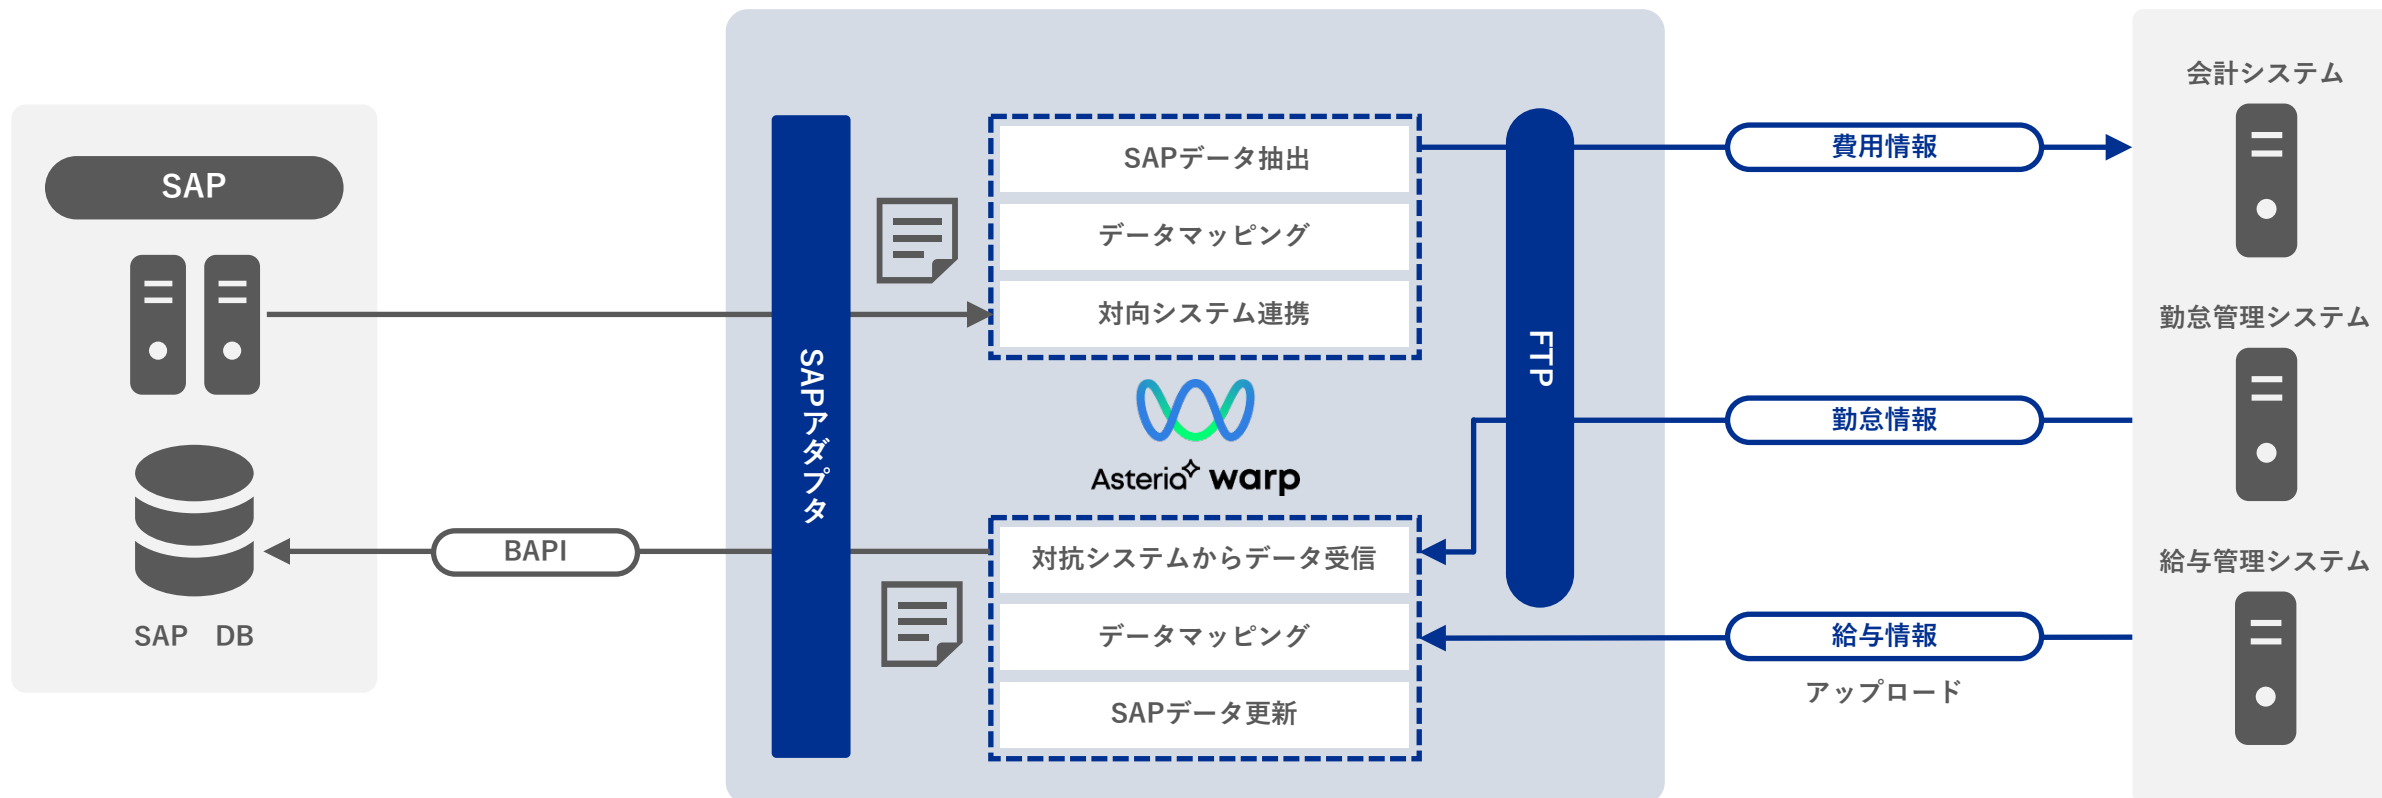 SAP
SAP DB
BAPI
SAPアダプタ
SAPデータ抽出
データマッピング
対向システム連携
Asteria warp
対抗システムからデータ受信
データマッピング
SAPデータ更新
FTP
費用情報
勤怠情報
給与情報
アップロード
会計システム
勤怠管理システム
給与管理システム